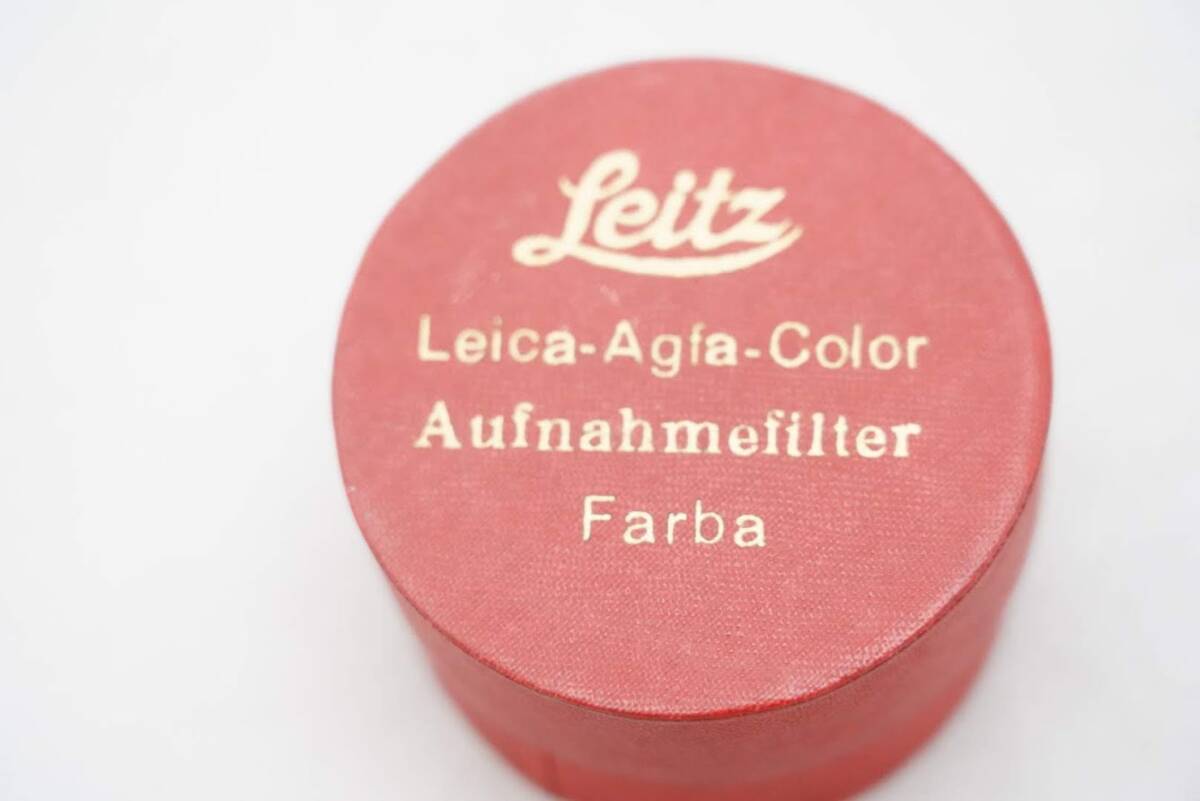 Leitz
Leica-Agfa-Color
Aufnahmefilter
Farba